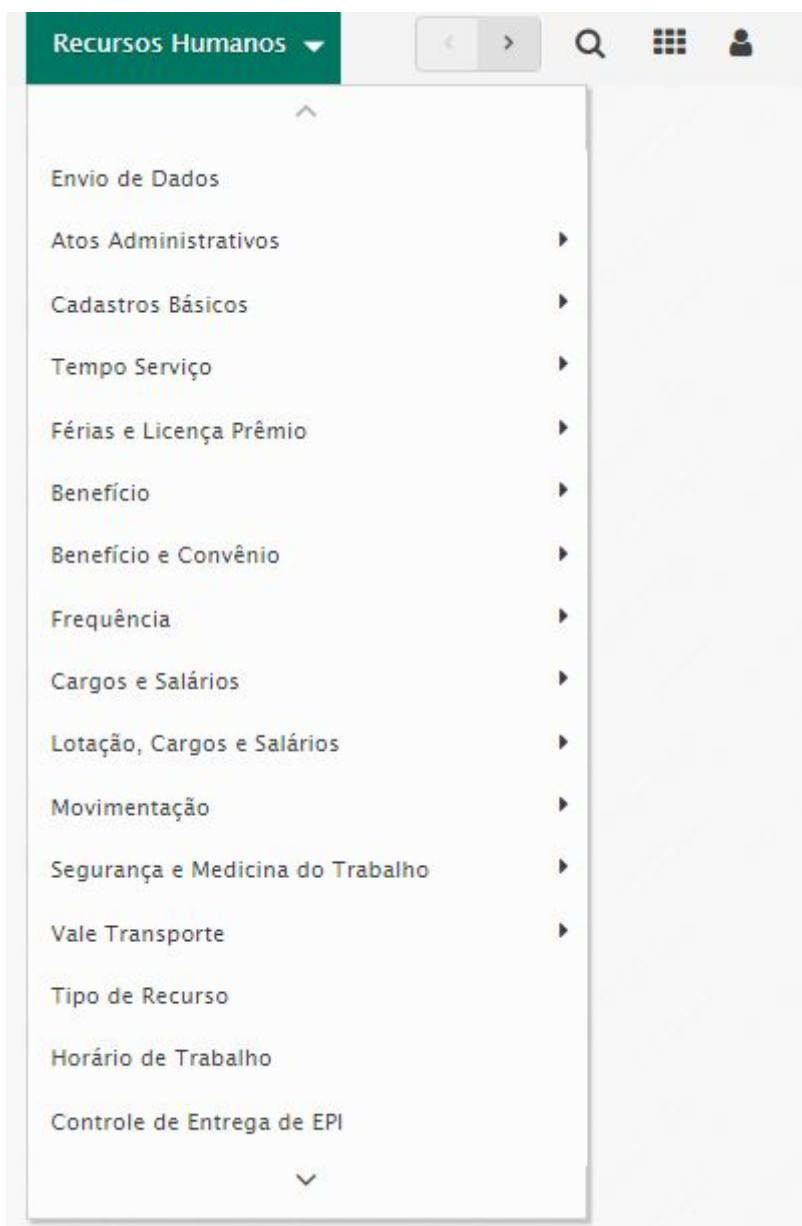 Recursos Humanos
Envio de Dados
Atos Administrativos
Cadastros Básicos
Tempo Serviço
Férias e Licença Prêmio
Benefício
Benefício e Convênio
Frequência
Cargos e Salários
Lotação, Cargos e Salários
Movimentação
Segurança e Medicina do Trabalho
Vale Transporte
Tipo de Recurso
Horário de Trabalho
Controle de Entrega de EPI